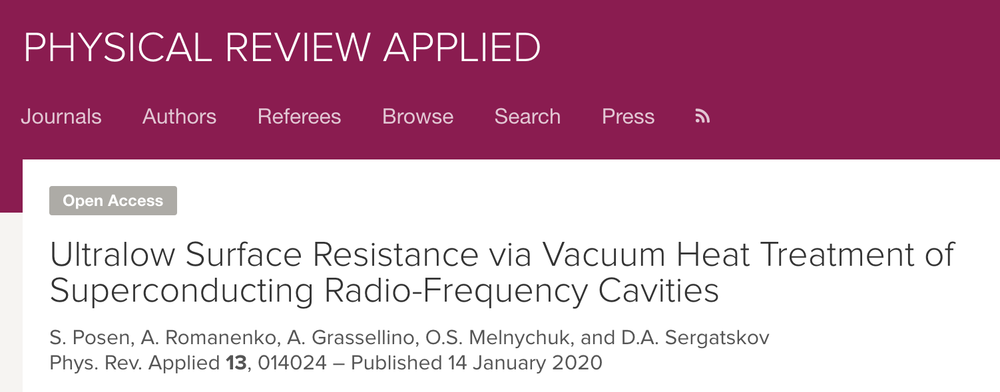 PHYSICAL REVIEW APPLIED
Journals Authors Referees Browse Search Press
Open Access
Ultralow Surface Resistance via Vacuum Heat Treatment of
Superconducting Radio-Frequency Cavities
S. Posen, A. Romanenko, A. Grassellino, O.S. Melnychuk, and D.A. Sergatskov
Phys. Rev. Applied 13, 014024 – Published 14 January 2020